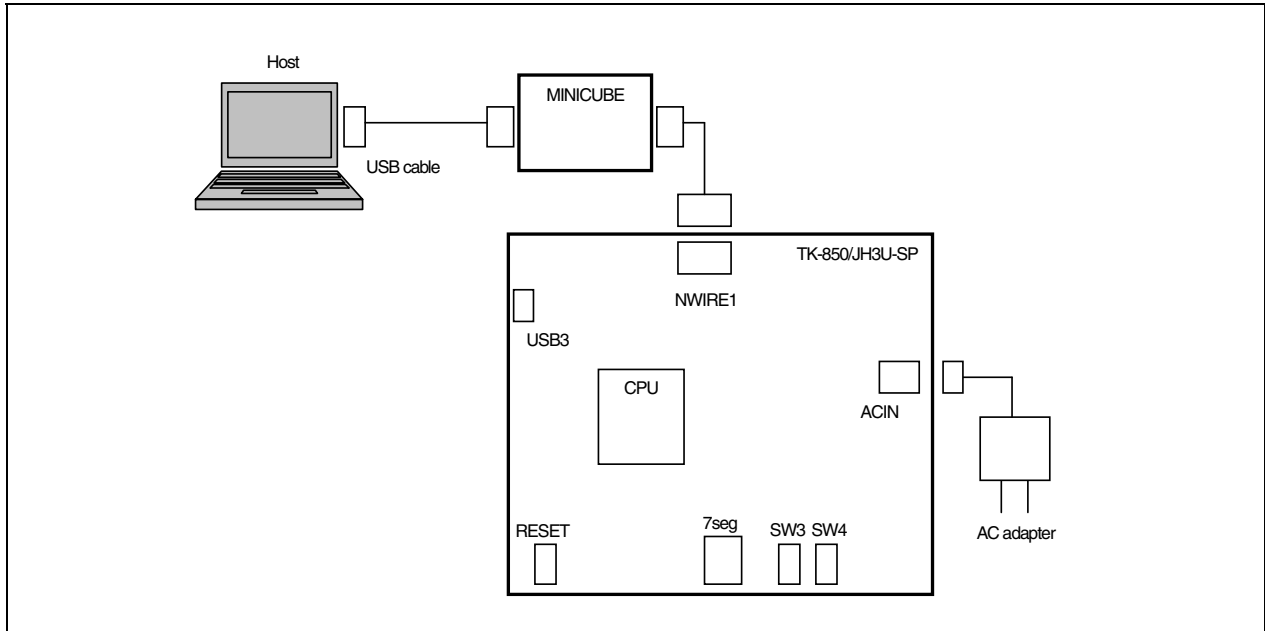 Host
MINICUBE
USB cable
TK-850/JH3U-SP
NWIRE1
USB3
CPU
ACIN
RESET
7seg
SW3 SW4
AC adapter